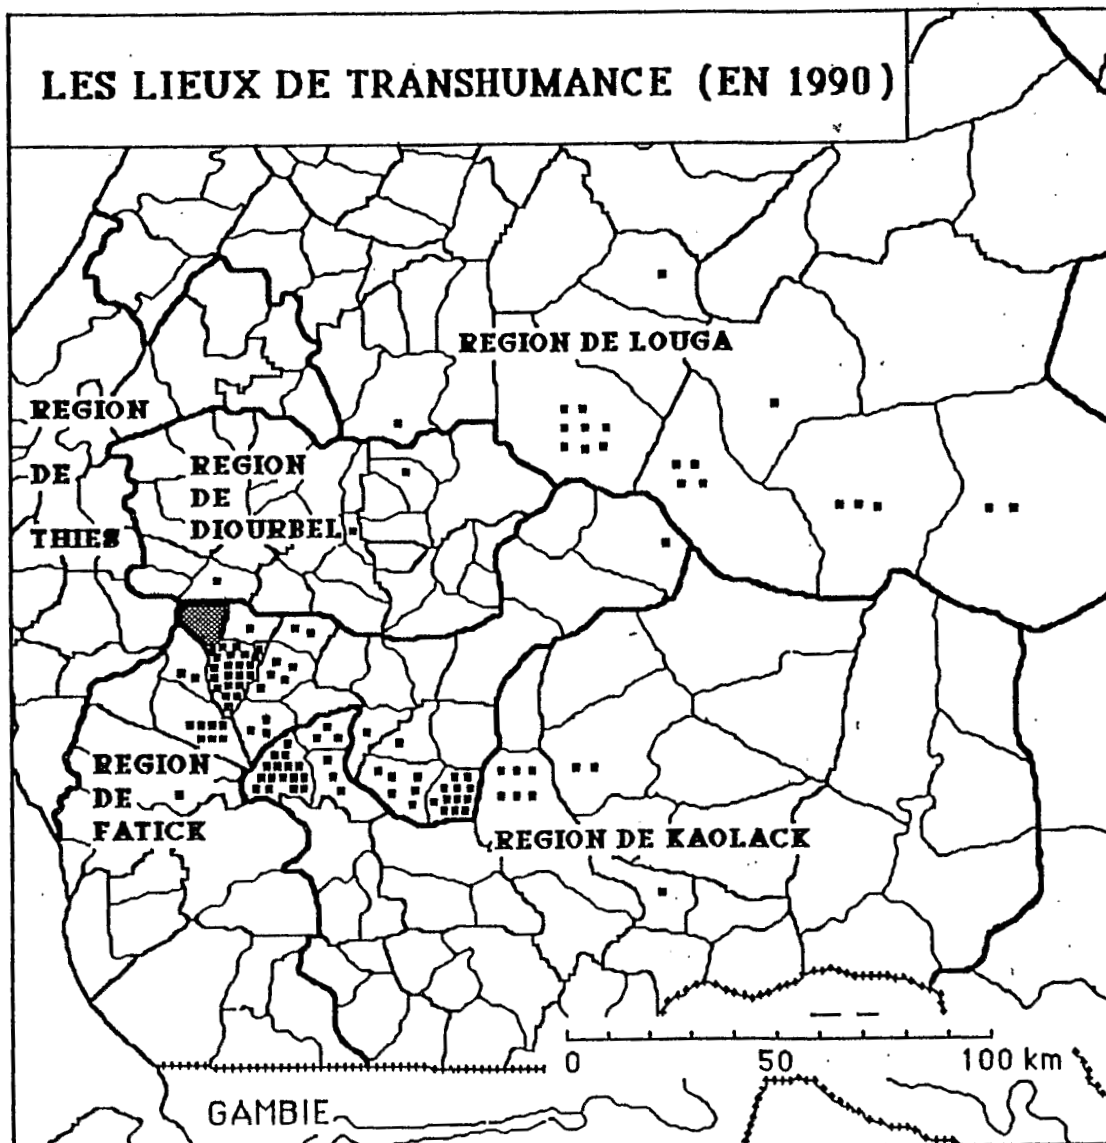 LES LIEUX DE TRANSHUMANCE (EN 1990)
REGION DE LOUGA
REGION
DE
THIES
REGION
DE
DIOURBEL
REGION
DE
FATICK
REGION DE KAOLACK
0 50 100 km
GAMBIE